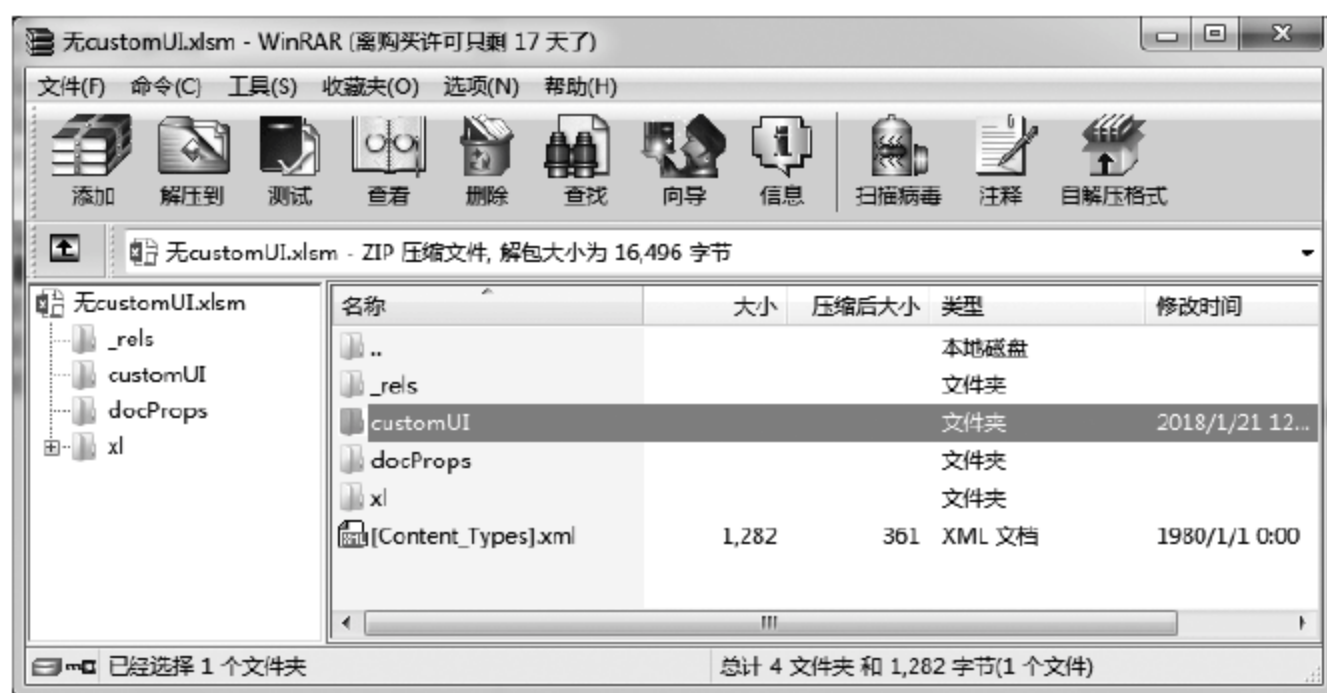 无customUI.xlsm - WinRAR (离购买许可只剩 17 天了)
文件(F) 命令(C) 工具(S) 收藏夹(O) 选项(N) 帮助(H)
添加 解压到 测试 查看 删除 查找 向导 信息 扫描病毒 注释 自解压格式
无customUI.xlsm - ZIP 压缩文件, 解包大小为 16,496 字节
无customUI.xlsm
_rels
customUI
docProps
xl
名称 大小 压缩后大小 类型 修改时间
.. 本地磁盘
_rels 文件夹
customUI 文件夹 2018/1/21 12...
docProps 文件夹
xl 文件夹
[Content_Types].xml 1,282 361 XML 文档 1980/1/1 0:00
已经选择 1 个文件夹
总计 4 文件夹 和 1,282 字节(1 个文件)